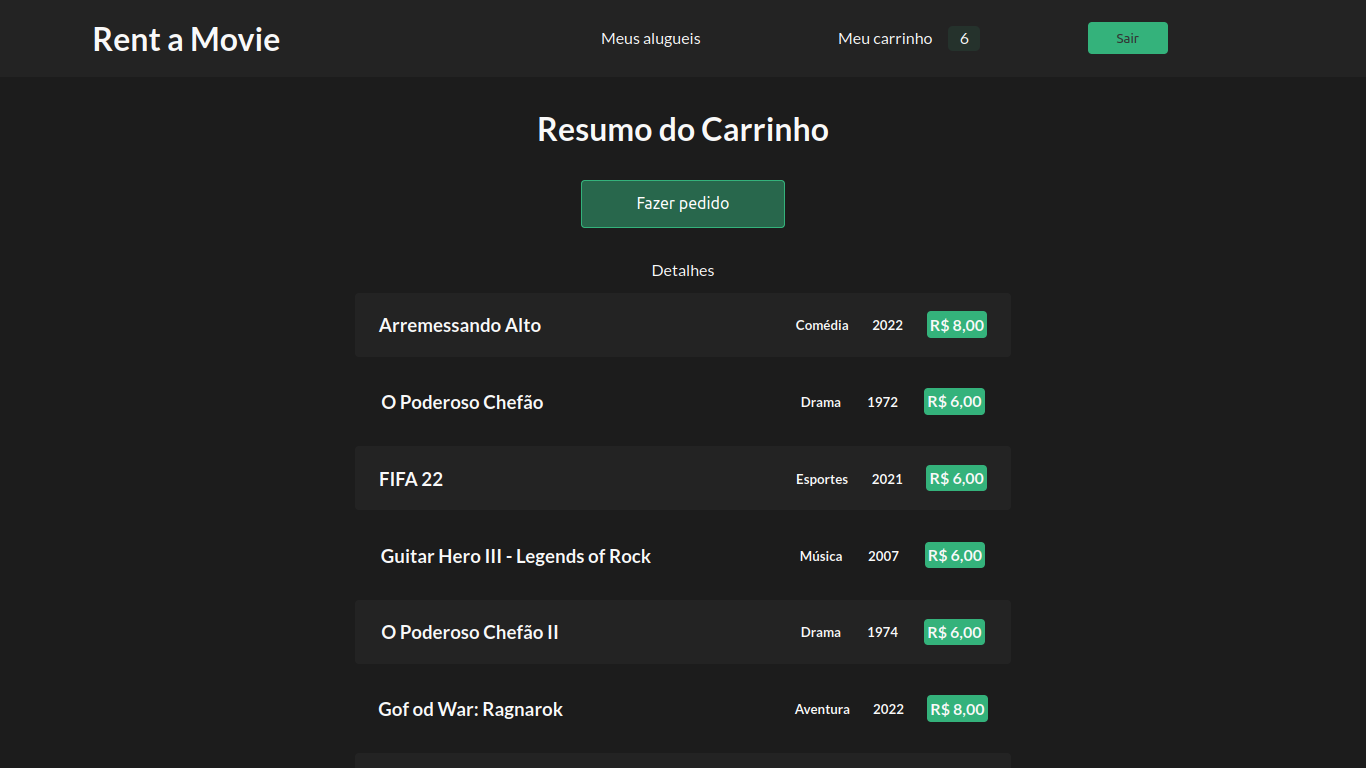 Rent a Movie Meus alugueis Meu carrinho 6 Sair
Resumo do Carrinho
Fazer pedido
Detalhes
Arremessando Alto Comédia 2022 R$ 8,00
O Poderoso Chefão Drama 1972 R$ 6,00
FIFA 22 Esportes 2021 R$ 6,00
Guitar Hero III - Legends of Rock Música 2007 R$ 6,00
O Poderoso Chefão II Drama 1974 R$ 6,00
Gof od War: Ragnarok Aventura 2022 R$ 8,00